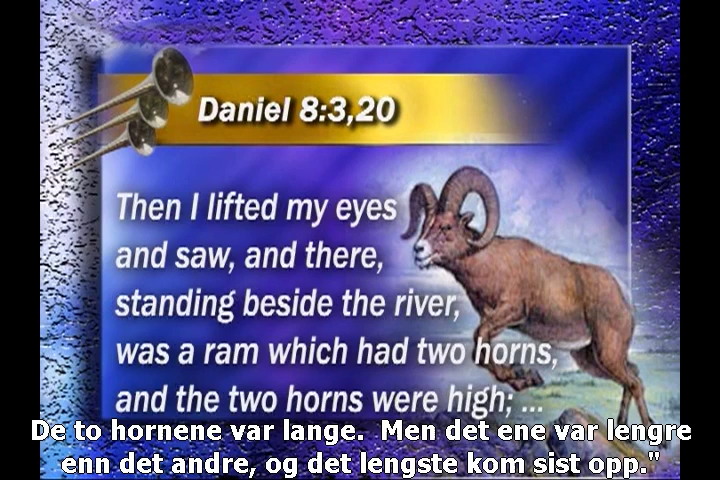 Daniel 8:3,20
Then I lifted my eyes
and saw, and there,
standing beside the river,
was a ram which had two horns,
and the two horns were high; ...
De to hornene var lange.  Men det ene var lengre
enn det andre, og det lengste kom sist opp."